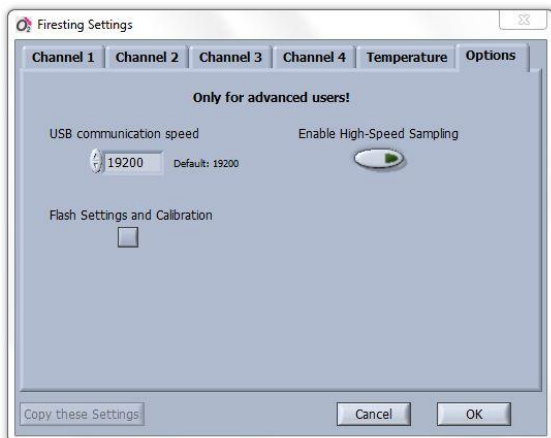 O2 Firesting Settings
Channel 1 Channel 2 Channel 3 Channel 4 Temperature Options
Only for advanced users!
USB communication speed Enable High-Speed Sampling
19200 Default: 19200
Flash Settings and Calibration
Copy these Settings Cancel OK